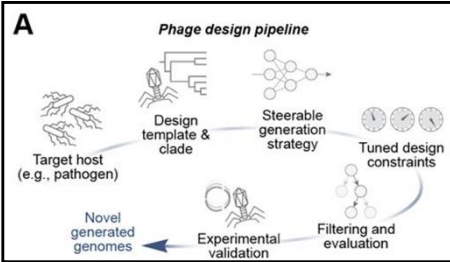 A
Phage design pipeline
Target host
(e.g., pathogen)
Design
template &
clade
Steerable
generation
strategy
Tuned design
constraints
Filtering and
evaluation
Experimental
validation
Novel
generated
genomes